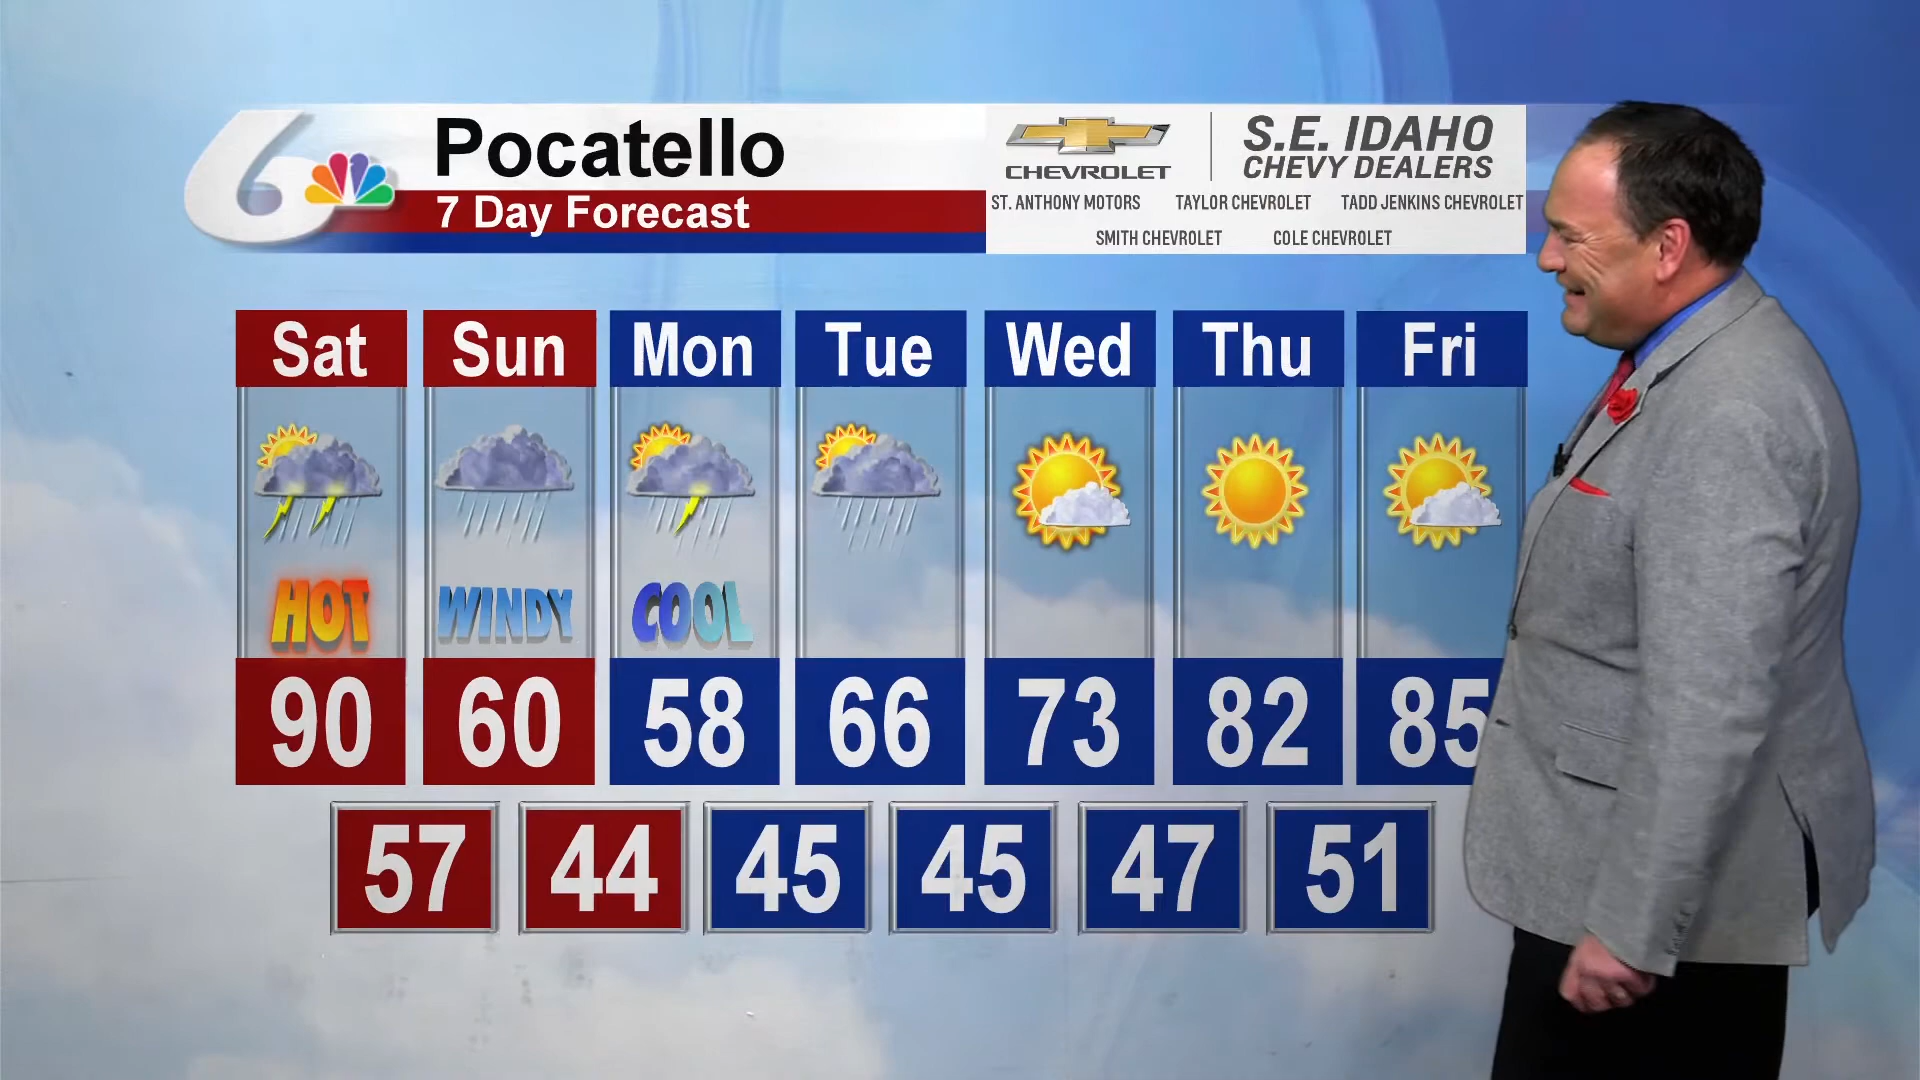 6
Pocatello
7 Day Forecast
CHEVROLET
S.E. IDAHO
CHEVY DEALERS
ST. ANTHONY MOTORS TAYLOR CHEVROLET TADD JENKINS CHEVROLET
SMITH CHEVROLET COLE CHEVROLET
Sat Sun Mon Tue Wed Thu Fri
HOT WINDY COOL
90 60 58 66 73 82 85
57 44 45 45 47 51